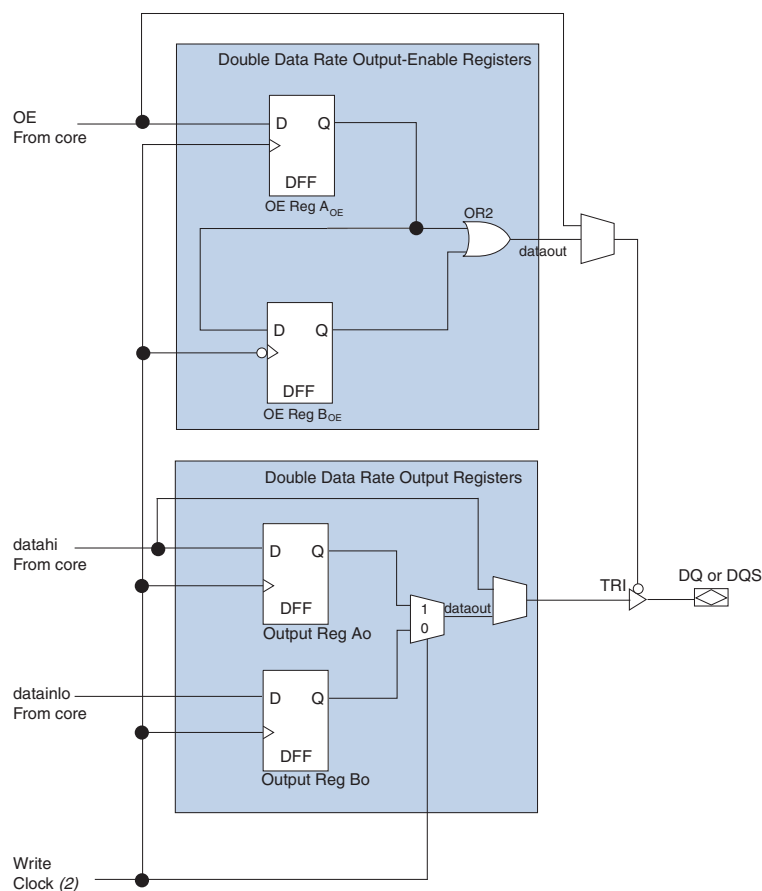 Double Data Rate Output-Enable Registers
OE
From core
D Q
DFF
OE Reg AOE
OR2
dataout
D Q
DFF
OE Reg BOE
Double Data Rate Output Registers
datahi
From core
D Q
DFF
Output Reg Ao
1
0
dataout
TRI
DQ or DQS
datainlo
From core
D Q
DFF
Output Reg Bo
Write
Clock (2)